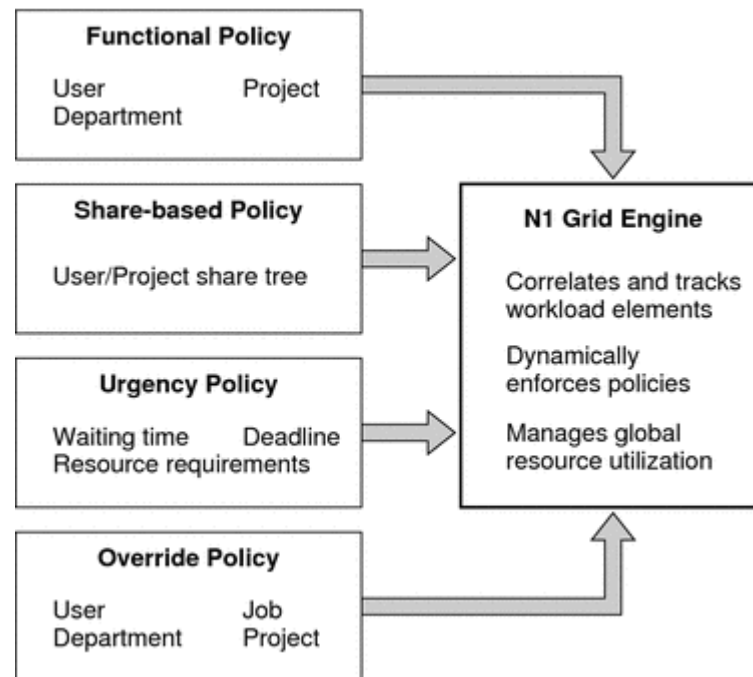 Functional Policy
User Project
Department
Share-based Policy
User/Project share tree
Urgency Policy
Waiting time Deadline
Resource requirements
Override Policy
User Job
Department Project
N1 Grid Engine
Correlates and tracks
workload elements
Dynamically
enforces policies
Manages global
resource utilization